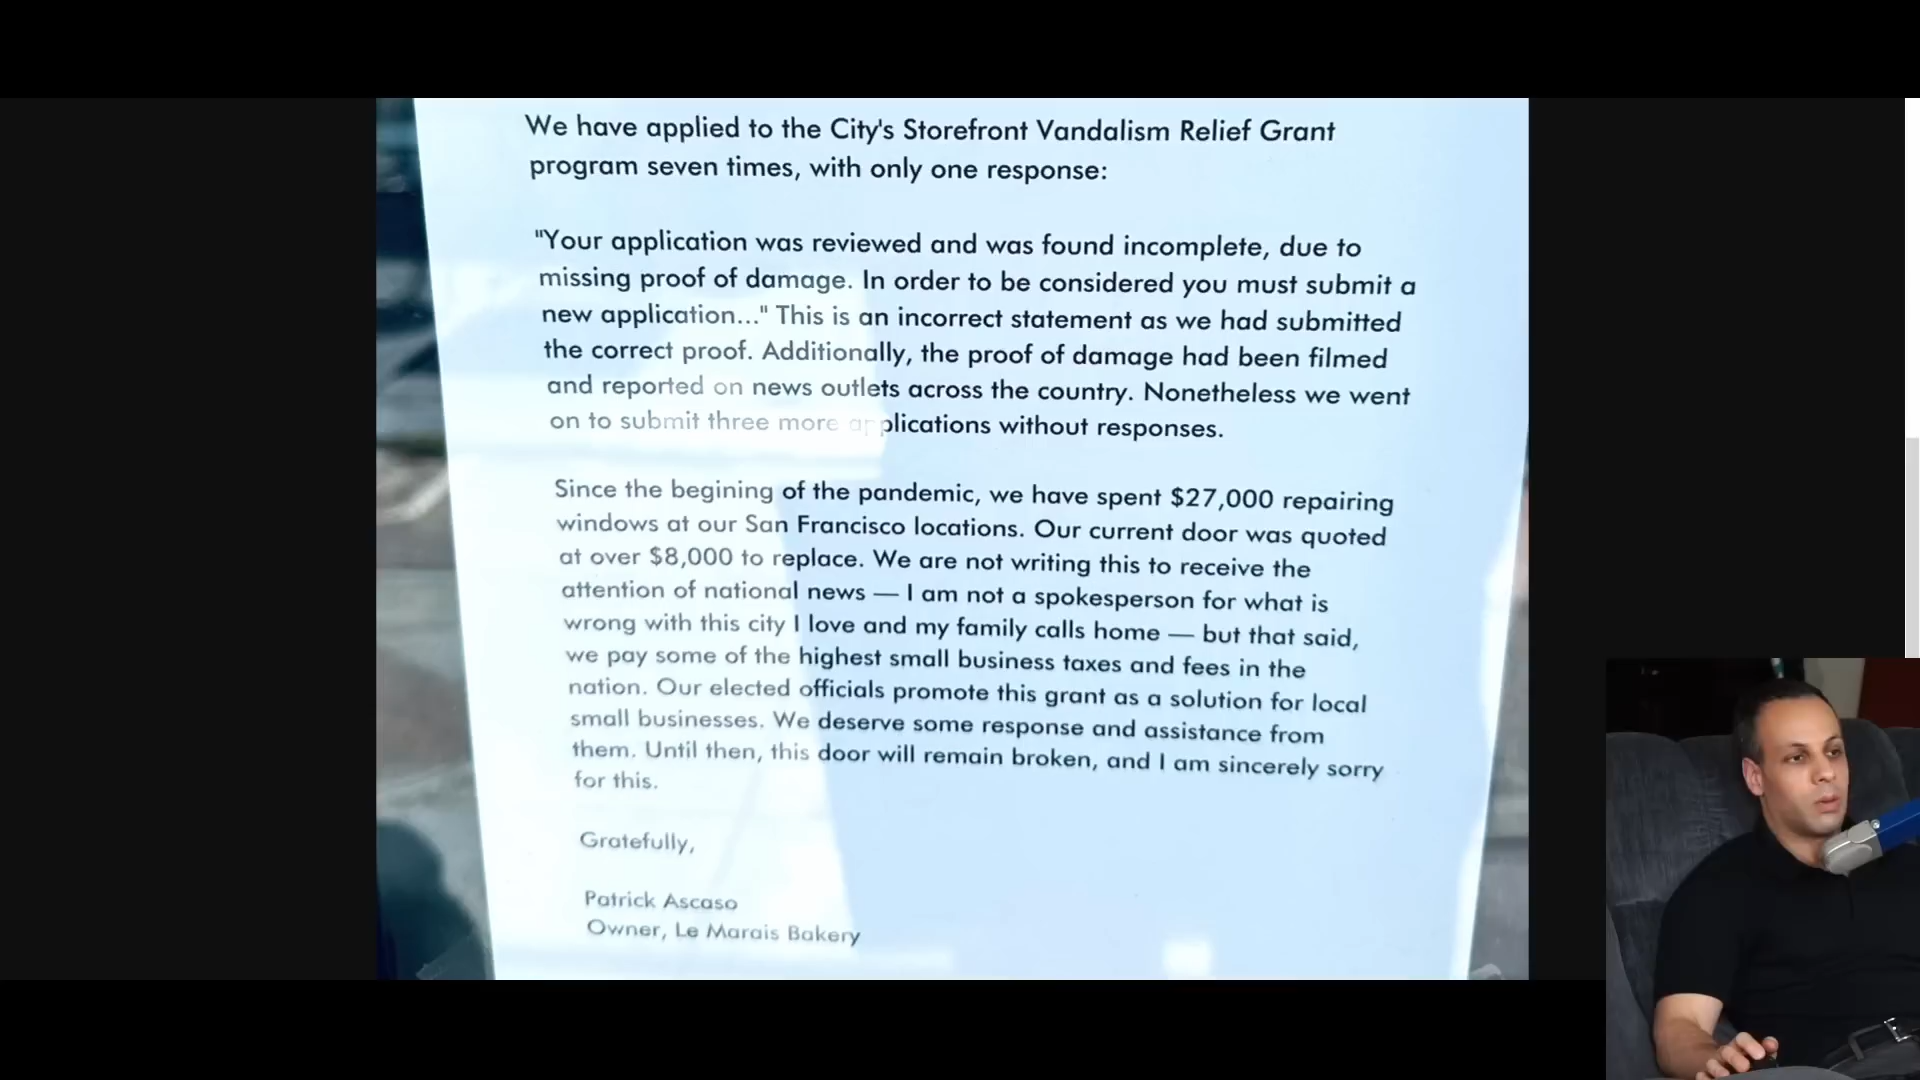 We have applied to the City's Storefront Vandalism Relief Grant
program seven times, with only one response:
"Your application was reviewed and was found incomplete, due to
missing proof of damage. In order to be considered you must submit a
new application..." This is an incorrect statement as we had submitted
the correct proof. Additionally, the proof of damage had been filmed
and reported on news outlets across the country. Nonetheless we went
on to submit three more applications without responses.
Since the begining of the pandemic, we have spent $27,000 repairing
windows at our San Francisco locations. Our current door was quoted
at over $8,000 to replace. We are not writing this to receive the
attention of national news — I am not a spokesperson for what is
wrong with this city I love and my family calls home — but that said,
we pay some of the highest small business taxes and fees in the
nation. Our elected officials promote this grant as a solution for local
small businesses. We deserve some response and assistance from
them. Until then, this door will remain broken, and I am sincerely sorry
for this.
Gratefully,
Patrick Ascaso
Owner, Le Marais Bakery